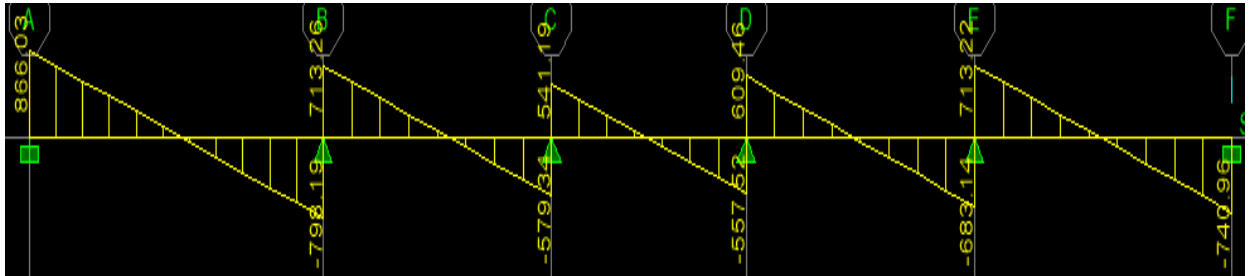 A
B
C
D
E
F
866.03
713.26
541.19
609.46
713.22
S
-798.19
-579.34
-557.52
-683.14
-740.96